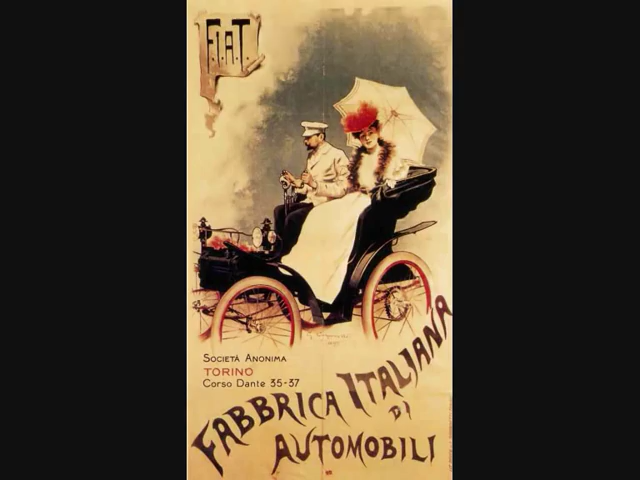 F.I.A.T.
SOCIETÀ ANONIMA
TORINO
CORSO DANTE 35-37
FABBRICA ITALIANA
DI
AUTOMOBILI